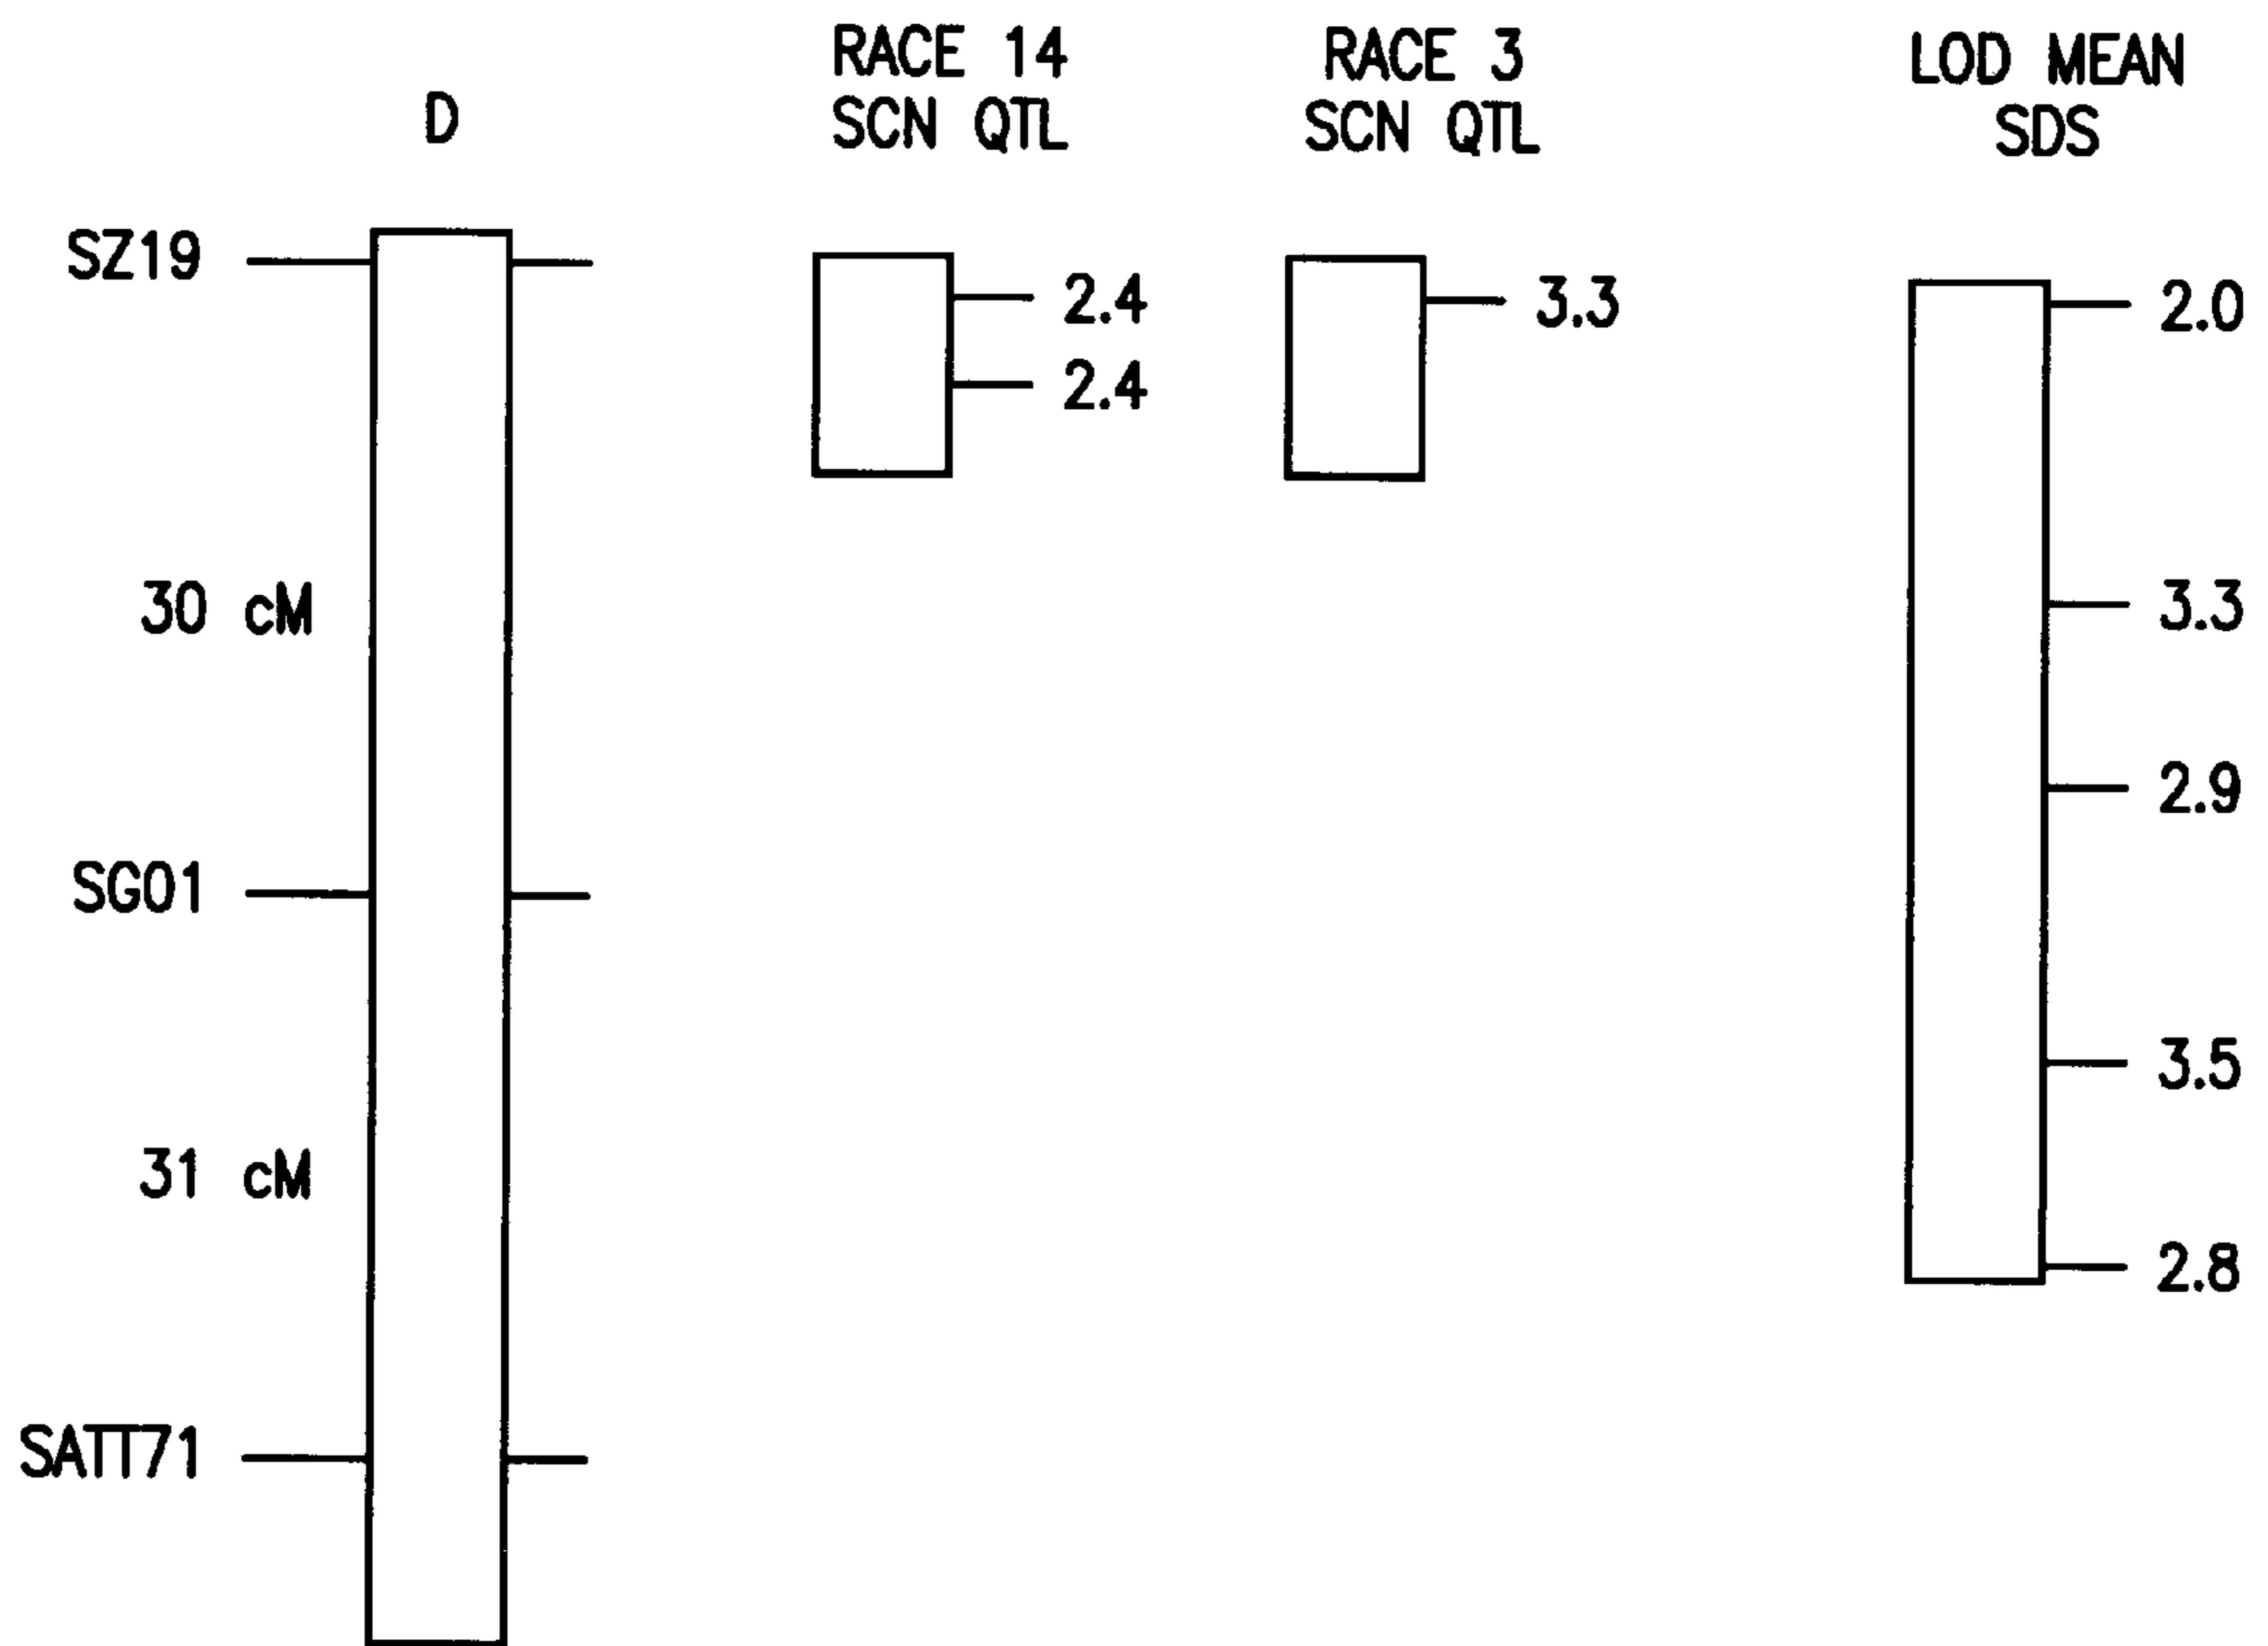 D
RACE 14
SCN QTL
RACE 3
SCN QTL
LOD MEAN
SDS
SZ19
2.4
2.4
3.3
2.0
30 cM
3.3
2.9
SG01
3.5
31 cM
2.8
SATT71